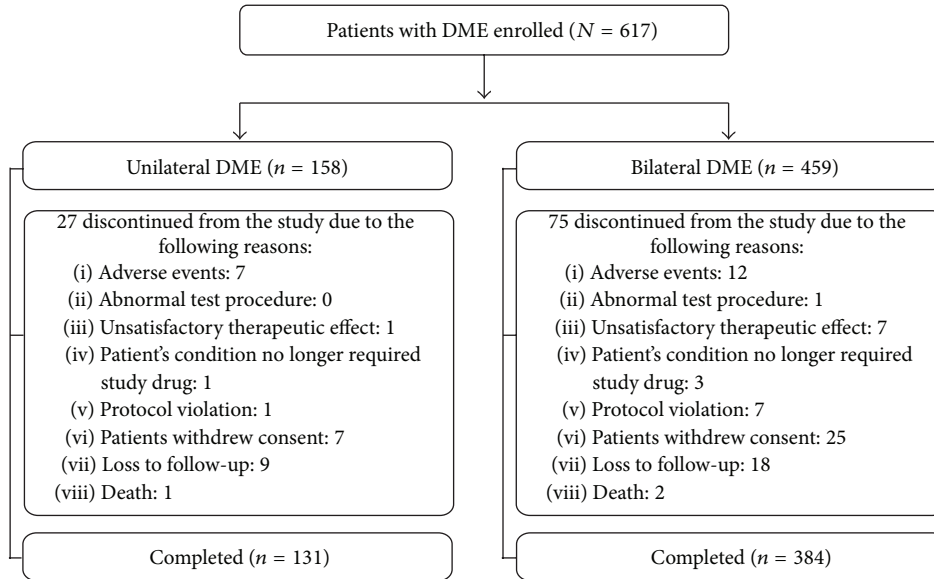 Patients with DME enrolled (N = 617)
Unilateral DME (n = 158)
27 discontinued from the study due to the
following reasons:
(i) Adverse events: 7
(ii) Abnormal test procedure: 0
(iii) Unsatisfactory therapeutic effect: 1
(iv) Patient's condition no longer required
study drug: 1
(v) Protocol violation: 1
(vi) Patients withdrew consent: 7
(vii) Loss to follow-up: 9
(viii) Death: 1
Completed (n = 131)
Bilateral DME (n = 459)
75 discontinued from the study due to the
following reasons:
(i) Adverse events: 12
(ii) Abnormal test procedure: 1
(iii) Unsatisfactory therapeutic effect: 7
(iv) Patient's condition no longer required
study drug: 3
(v) Protocol violation: 7
(vi) Patients withdrew consent: 25
(vii) Loss to follow-up: 18
(viii) Death: 2
Completed (n = 384)